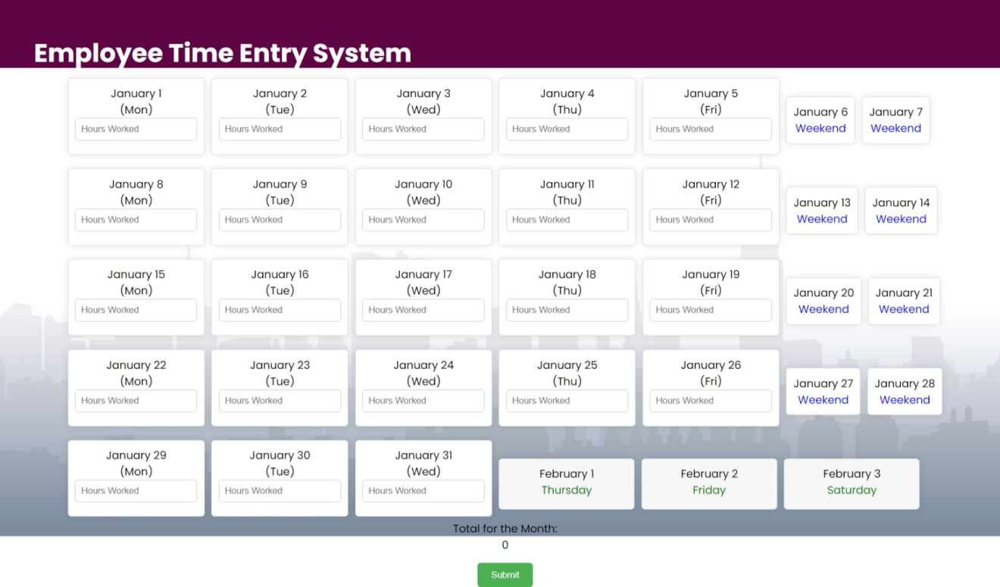 Employee Time Entry System
January 1
(Mon)
Hours Worked
January 2
(Tue)
Hours Worked
January 3
(Wed)
Hours Worked
January 4
(Thu)
Hours Worked
January 5
(Fri)
Hours Worked
January 6
Weekend
January 7
Weekend
January 8
(Mon)
Hours Worked
January 9
(Tue)
Hours Worked
January 10
(Wed)
Hours Worked
January 11
(Thu)
Hours Worked
January 12
(Fri)
Hours Worked
January 13
Weekend
January 14
Weekend
January 15
(Mon)
Hours Worked
January 16
(Tue)
Hours Worked
January 17
(Wed)
Hours Worked
January 18
(Thu)
Hours Worked
January 19
(Fri)
Hours Worked
January 20
Weekend
January 21
Weekend
January 22
(Mon)
Hours Worked
January 23
(Tue)
Hours Worked
January 24
(Wed)
Hours Worked
January 25
(Thu)
Hours Worked
January 26
(Fri)
Hours Worked
January 27
Weekend
January 28
Weekend
January 29
(Mon)
Hours Worked
January 30
(Tue)
Hours Worked
January 31
(Wed)
Hours Worked
February 1
Thursday
February 2
Friday
February 3
Saturday
Total for the Month:
0
Submit